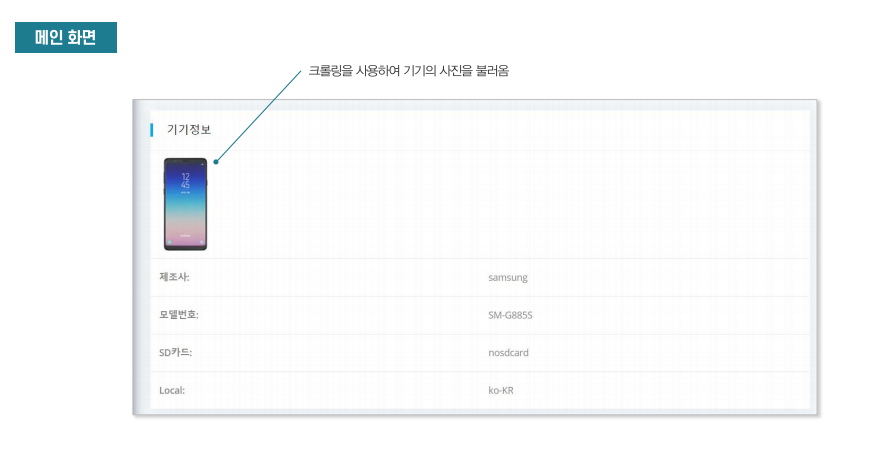 메인 화면
크롤링을 사용하여 기기의 사진을 불러옴
기기정보
제조사: samsung
모델번호: SM-G885S
SD카드: nosdcard
Local: ko-KR